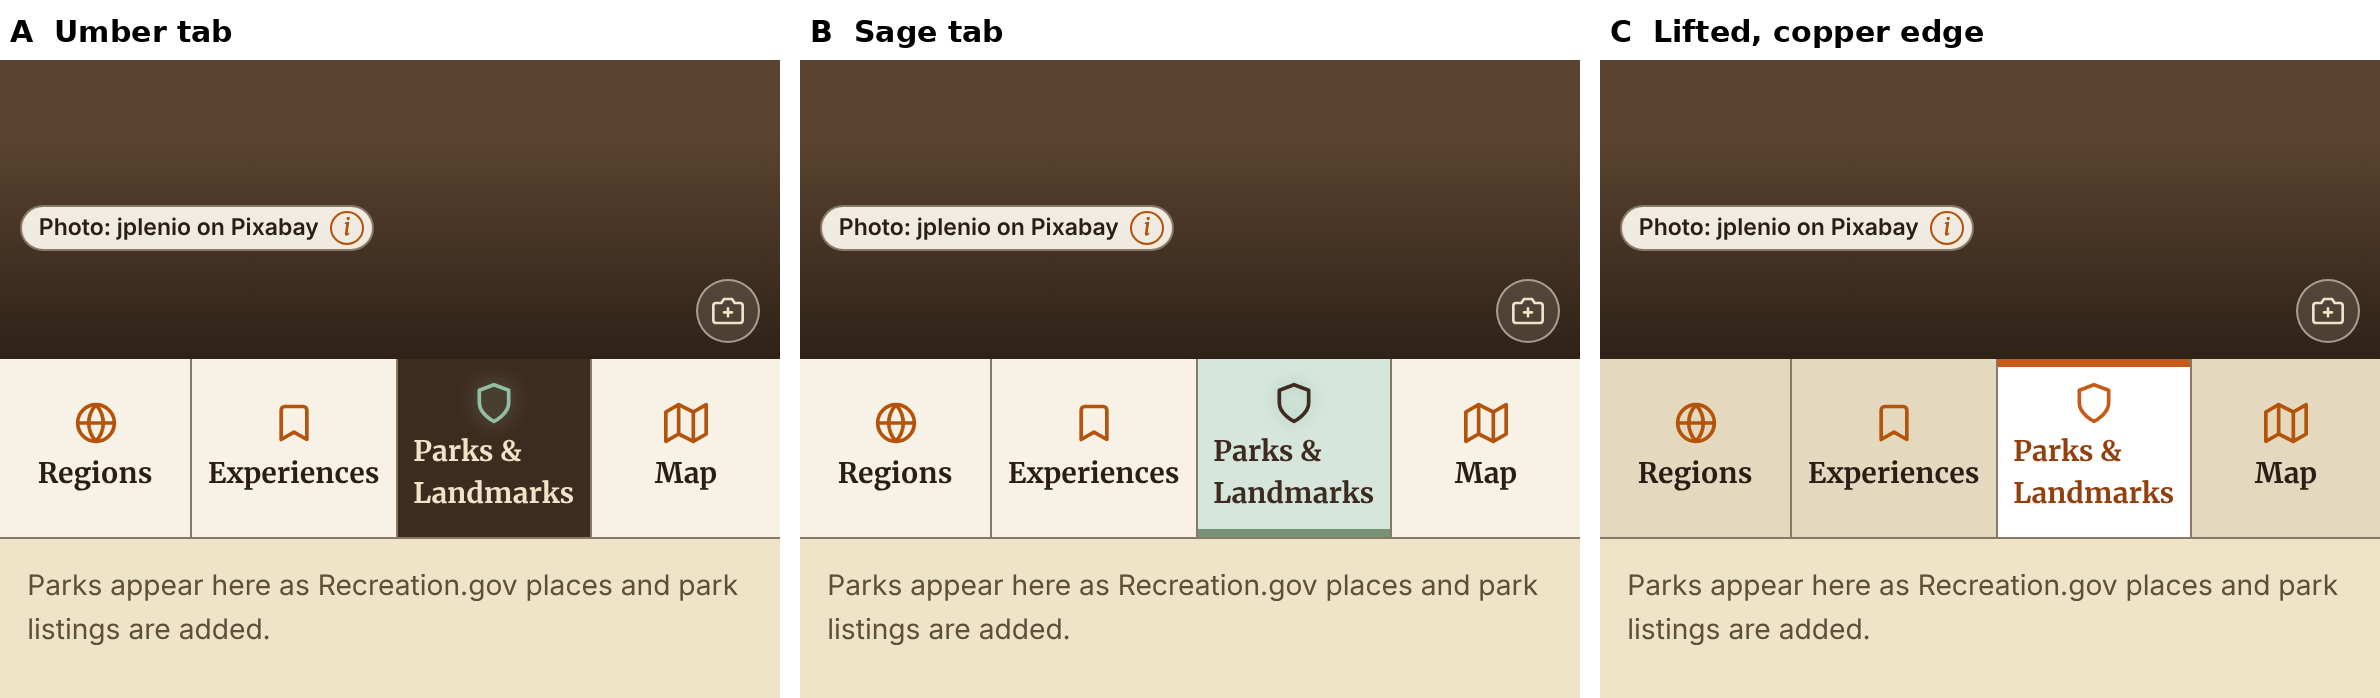 A Umber tab
Photo: jplenio on Pixabay i
Regions
Experiences
Parks &
Landmarks
Map
Parks appear here as Recreation.gov places and park
listings are added.
B Sage tab
Photo: jplenio on Pixabay i
Regions
Experiences
Parks &
Landmarks
Map
Parks appear here as Recreation.gov places and park
listings are added.
C Lifted, copper edge
Photo: jplenio on Pixabay i
Regions
Experiences
Parks &
Landmarks
Map
Parks appear here as Recreation.gov places and park
listings are added.